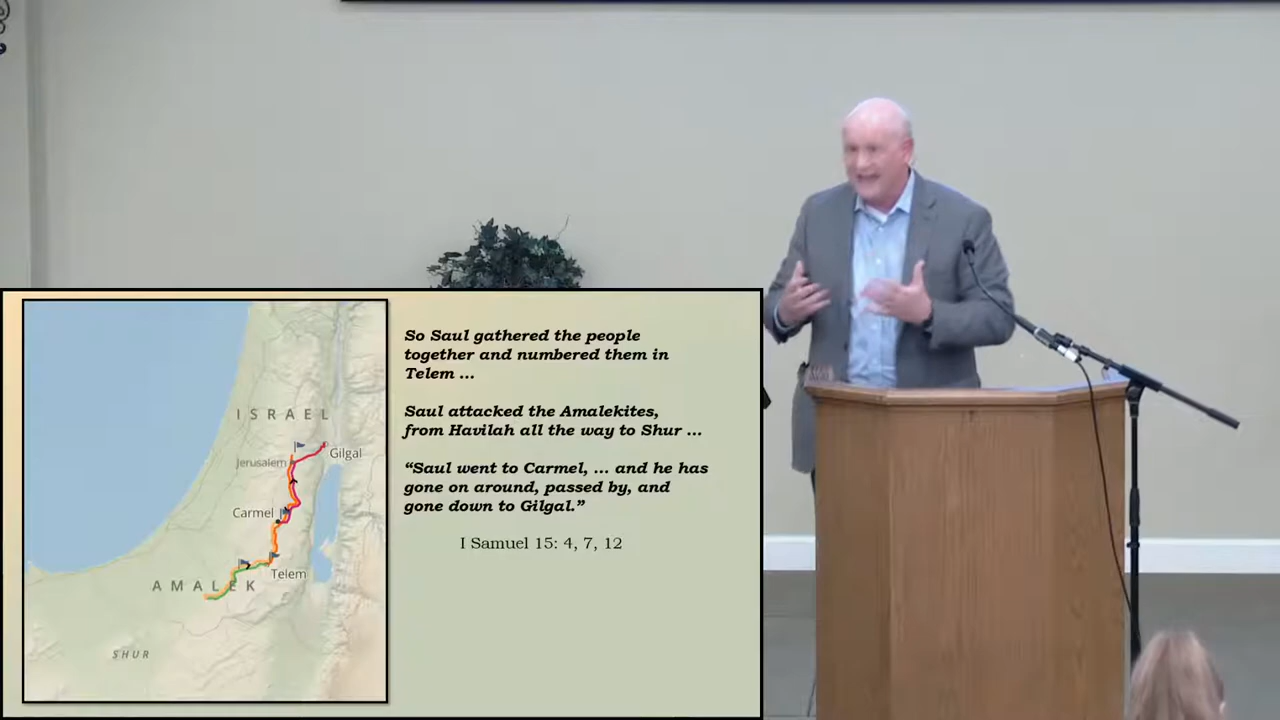 ISRAEL
Gilgal
Jerusalem
Carmel
Telem
AMALEK
SHUR
So Saul gathered the people
together and numbered them in
Telem ...
Saul attacked the Amalekites,
from Havilah all the way to Shur ...
“Saul went to Carmel, ... and he has
gone on around, passed by, and
gone down to Gilgal.”
I Samuel 15: 4, 7, 12